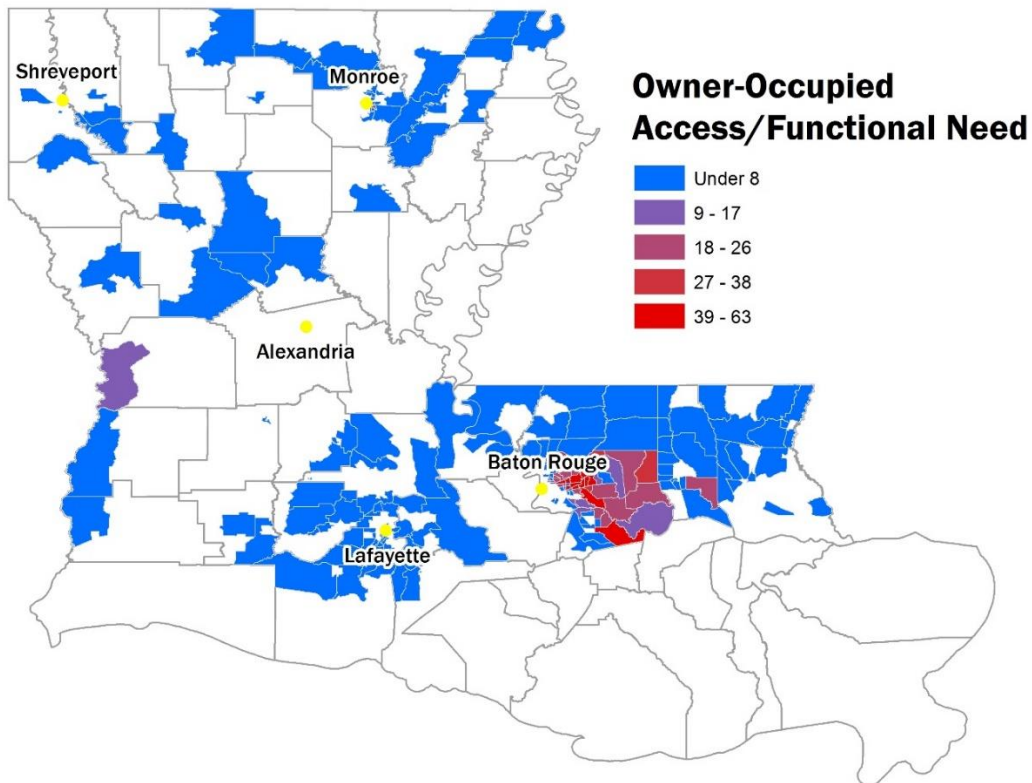 Shreveport
Monroe
Owner-Occupied
Access/Functional Need
Under 8
9 - 17
18 - 26
27 - 38
39 - 63
Alexandria
Baton Rouge
Lafayette